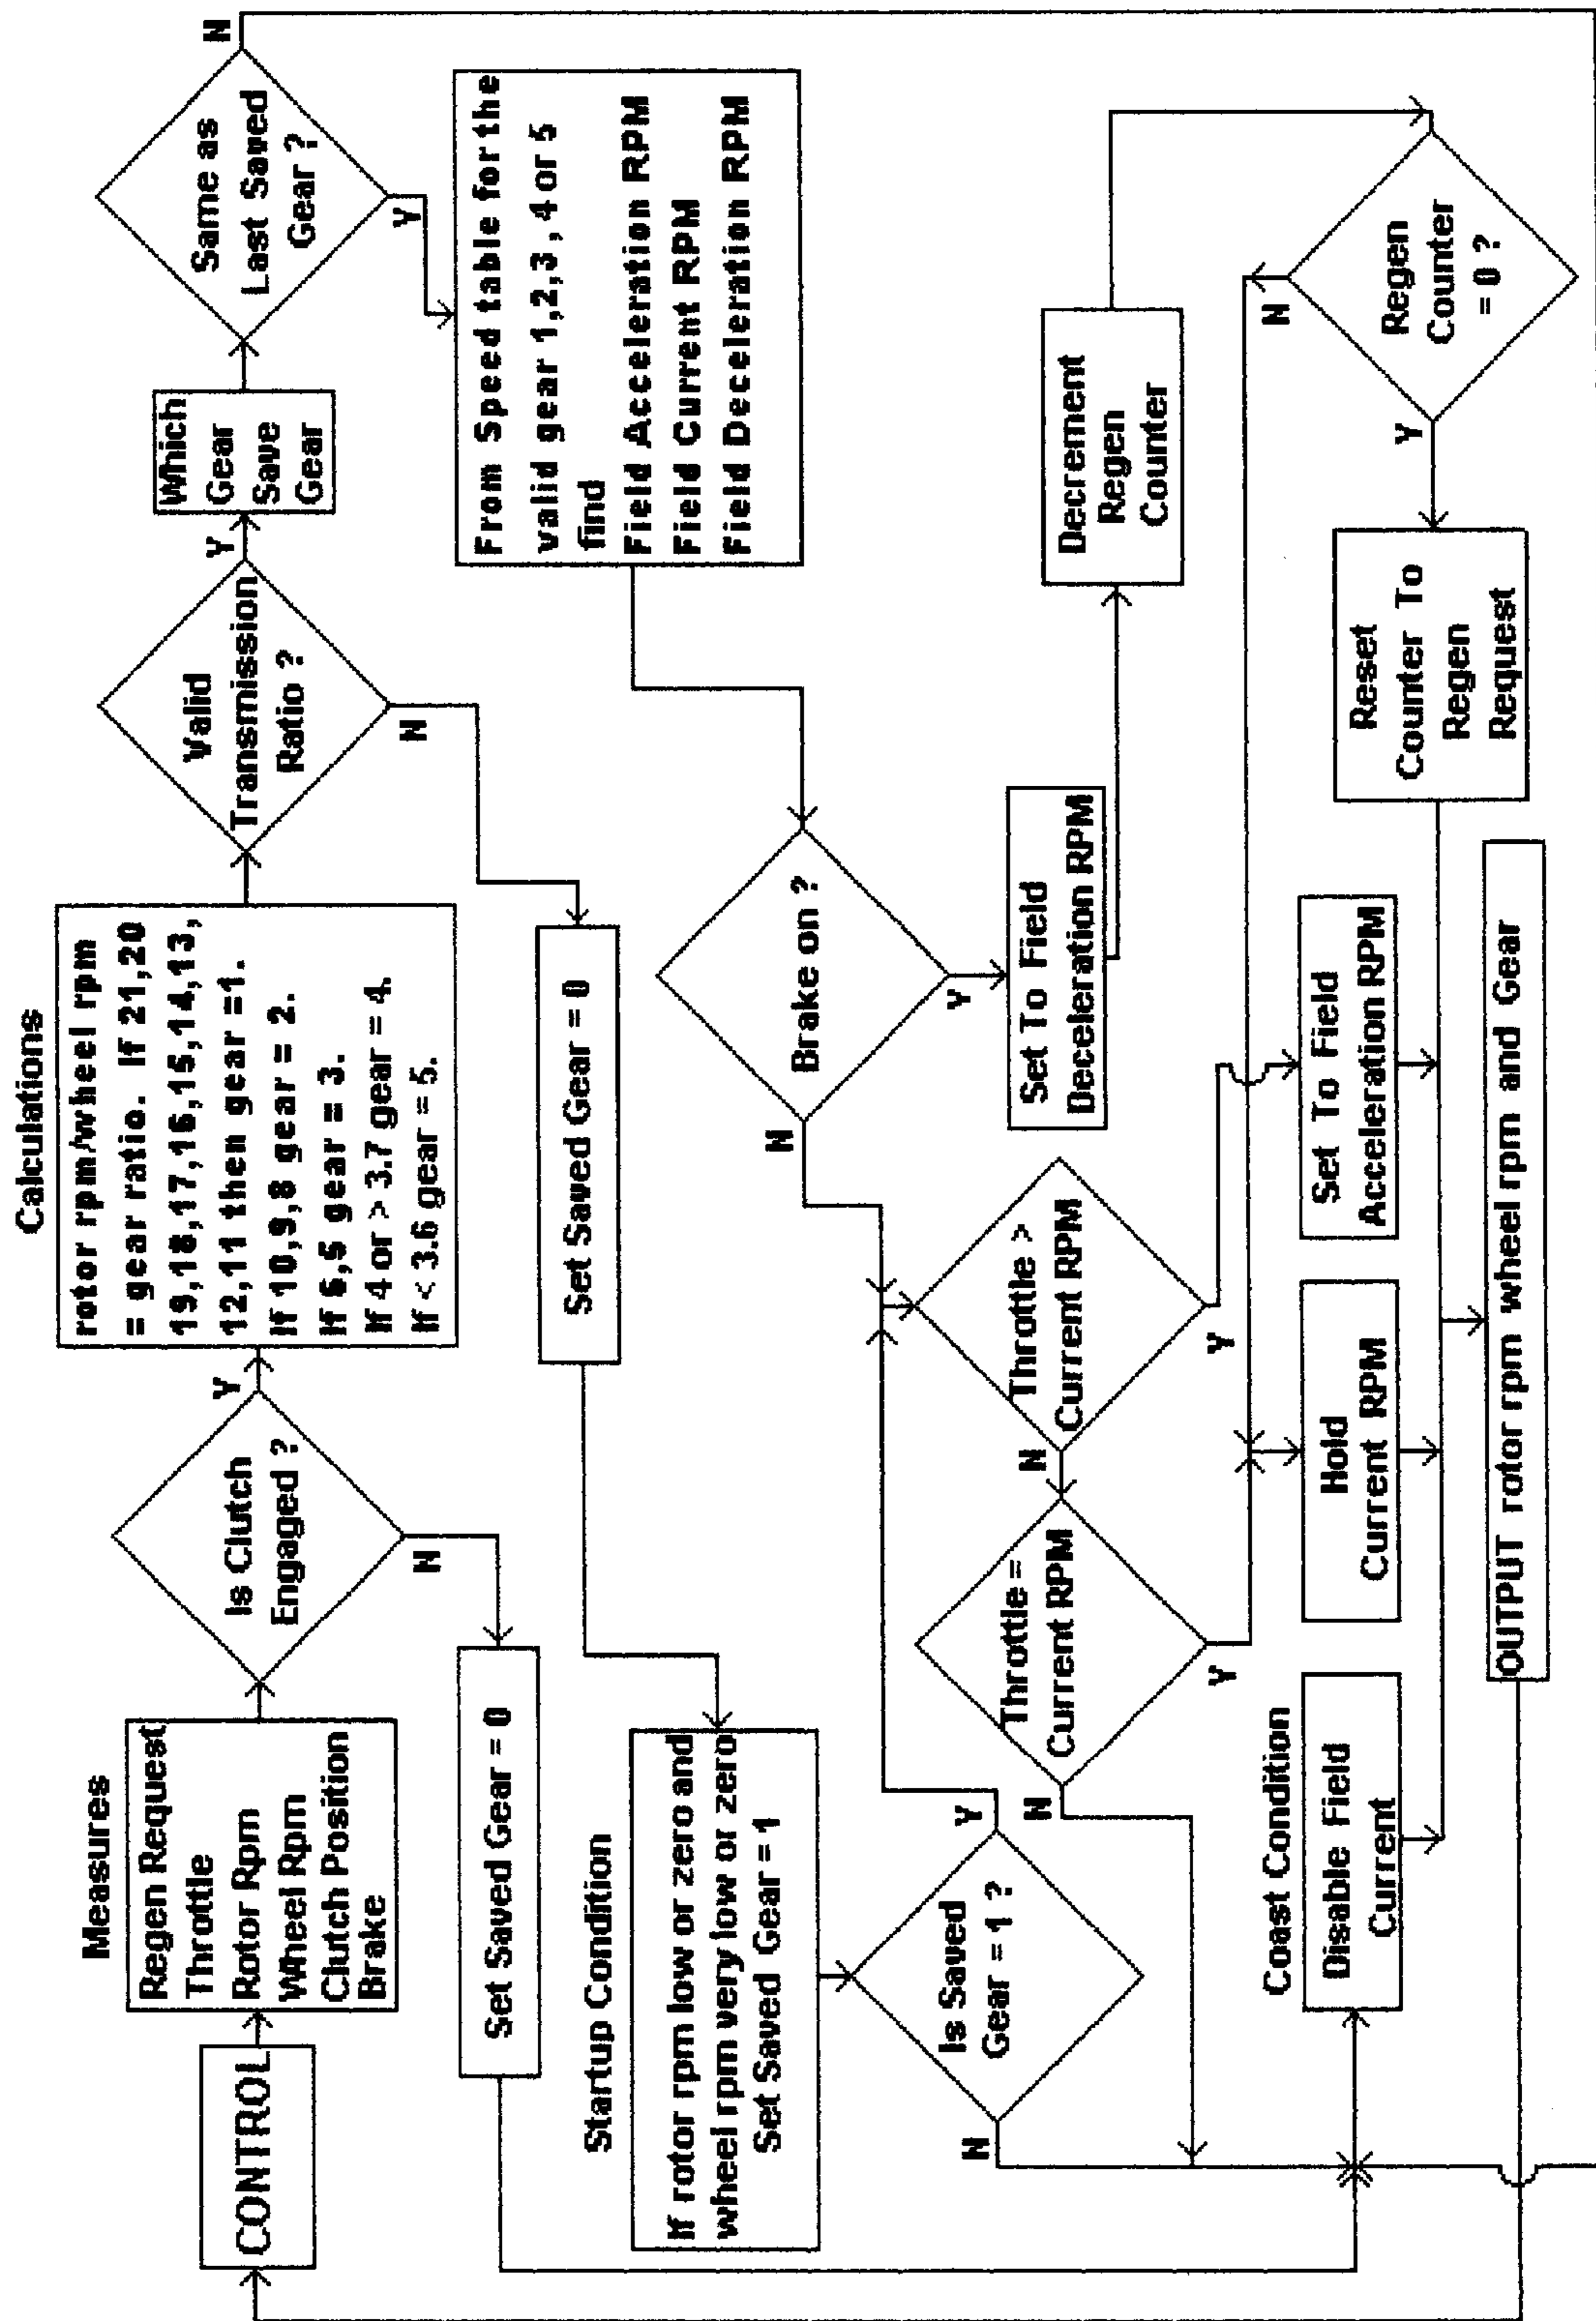 CONTROL
Measures
Regen Request
Throttle
Rotor Rpm
Wheel Rpm
Clutch Position
Brake
Is Clutch
Engaged ?
Y
N
Calculations
rotor rpm/wheel rpm
= gear ratio. If 21,20
19,18,17,16,15,14,13,
12,11 then gear =1.
If 10,9,8 gear = 2.
If 6,5 gear = 3.
If 4 or > 3.7 gear = 4.
If < 3.6 gear = 5.
Valid
Transmission
Ratio ?
Y
N
Which
Gear
Save
Gear
Same as
Last Saved
Gear ?
N
Y
Set Saved Gear = 0
Set Saved Gear = 0
From Speed table for the
valid gear 1,2,3,4 or 5
find
Field Acceleration RPM
Field Current RPM
Field Deceleration RPM
Startup Condition
If rotor rpm low or zero and
wheel rpm very low or zero
Set Saved Gear = 1
Is Saved
Gear = 1 ?
Y
N
Brake on ?
N
Y
Set To Field
Deceleration RPM
Decrement
Regen
Counter
Throttle >
Current RPM
N
Y
Throttle =
Current RPM
N
Y
Regen
Counter
= 0 ?
N
Y
Coast Condition
Disable Field
Current
Hold
Current RPM
Set To Field
Acceleration RPM
Reset
Counter To
Regen
Request
OUTPUT rotor rpm wheel rpm and Gear